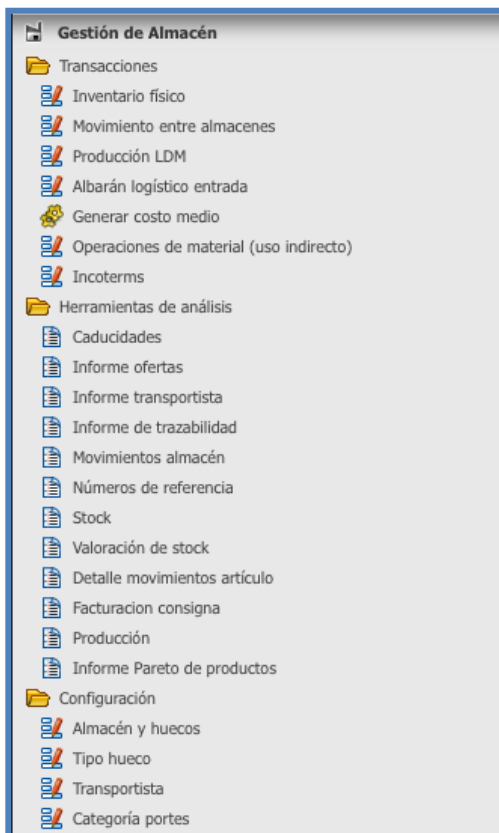 Gestión de Almacén
Transacciones
Inventario físico
Movimiento entre almacenes
Producción LDM
Albarán logístico entrada
Generar costo medio
Operaciones de material (uso indirecto)
Incoterms
Herramientas de análisis
Caducidades
Informe ofertas
Informe transportista
Informe de trazabilidad
Movimientos almacén
Números de referencia
Stock
Valoración de stock
Detalle movimientos artículo
Facturacion consigna
Producción
Informe Pareto de productos
Configuración
Almacén y huecos
Tipo hueco
Transportista
Categoría portes